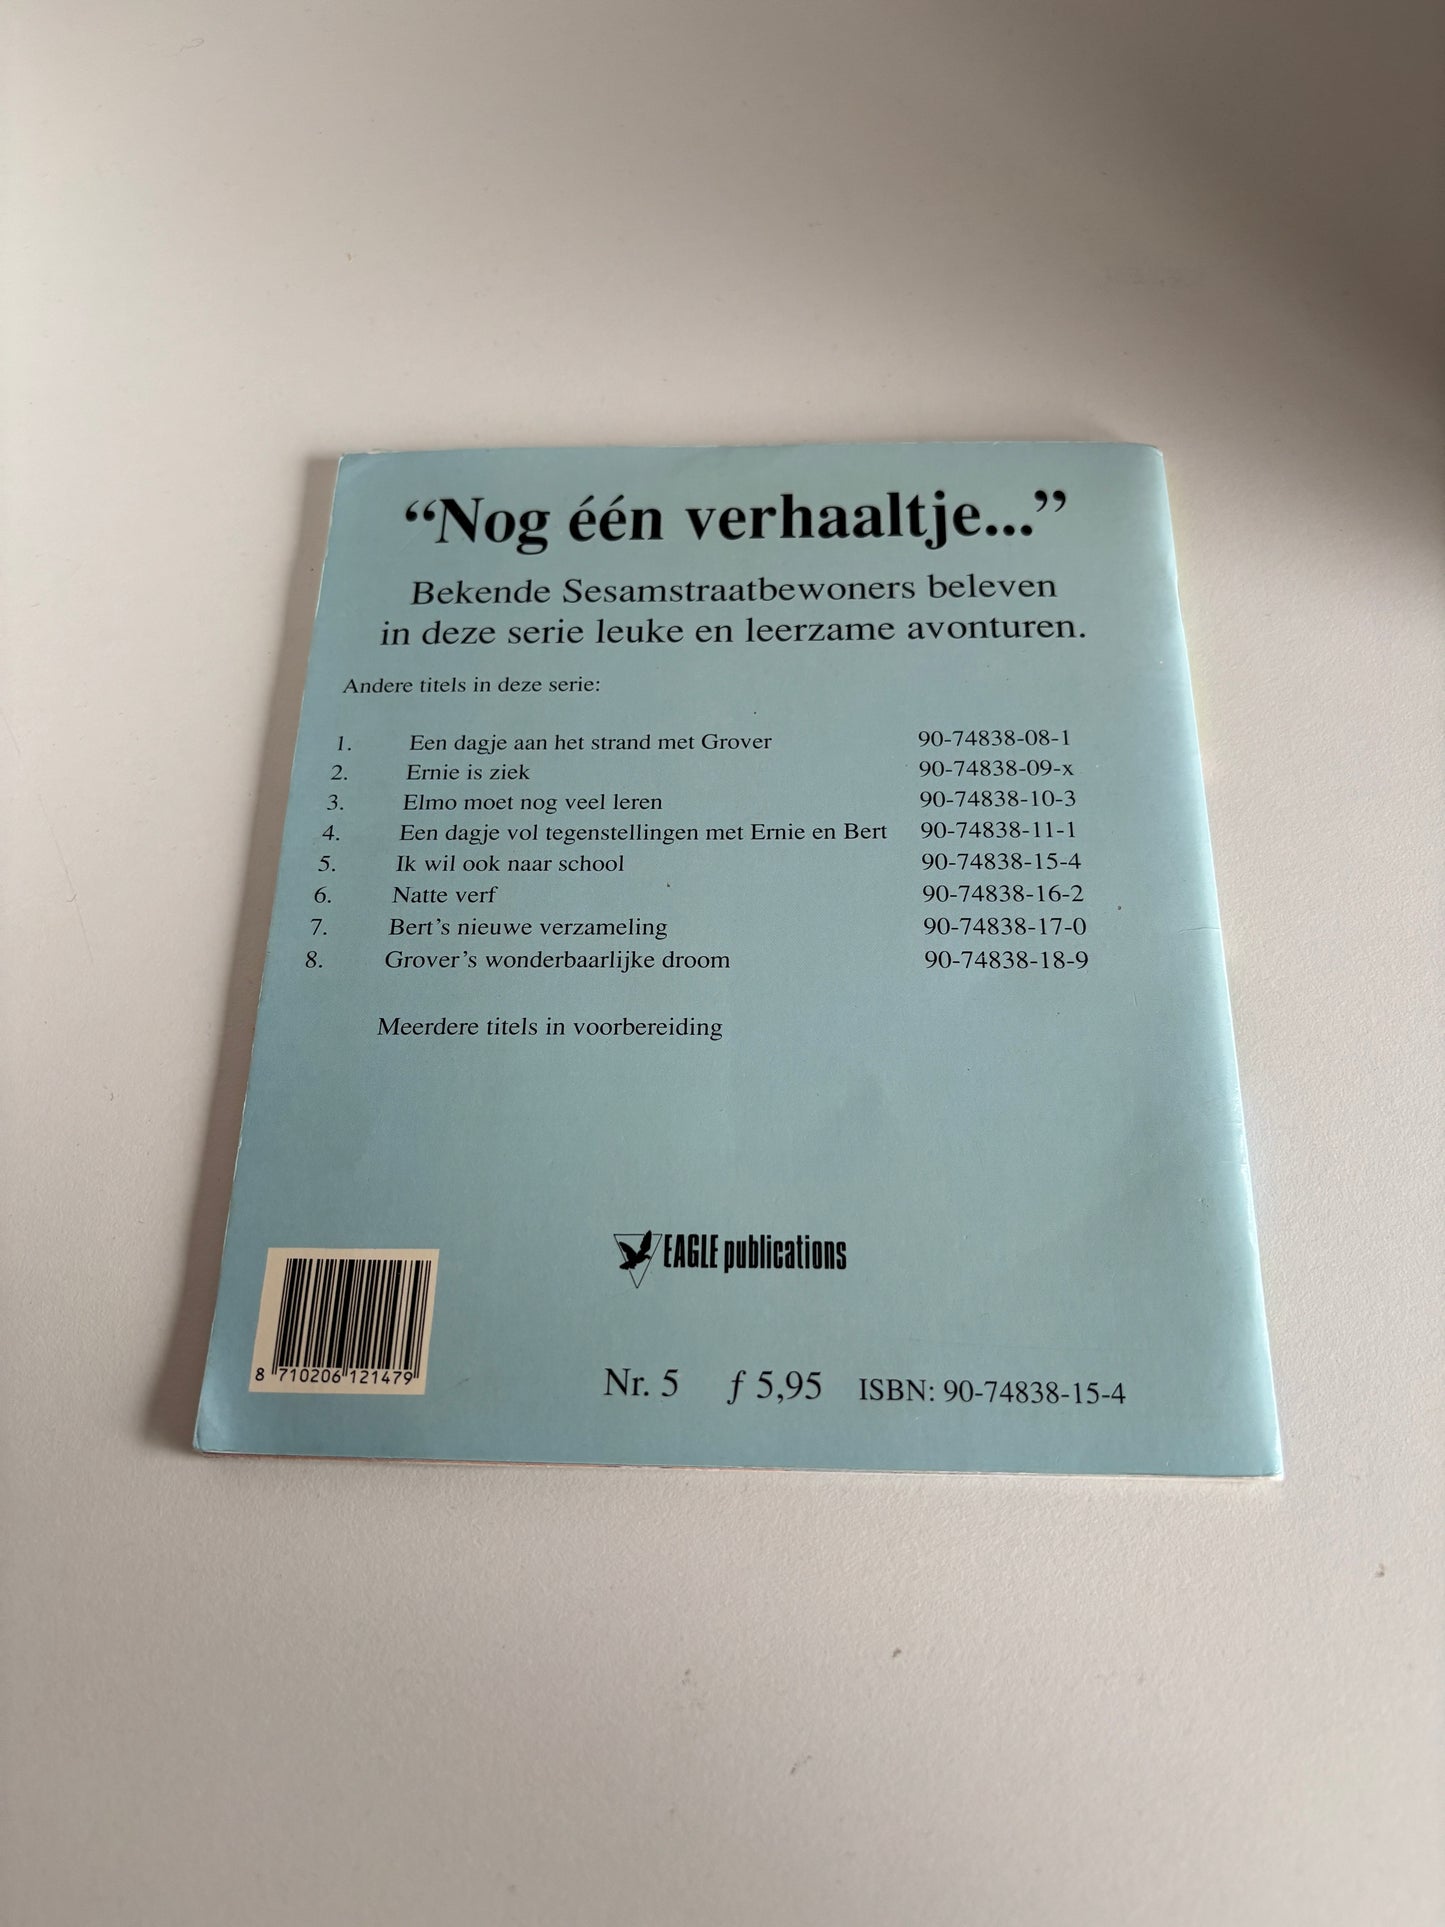 “Nog één verhaaltje...”
Bekende Sesamstraatbewoners beleven
in deze serie leuke en leerzame avonturen.
Andere titels in deze serie:
1. Een dagje aan het strand met Grover 90-74838-08-1
2. Ernie is ziek 90-74838-09-x
3. Elmo moet nog veel leren 90-74838-10-3
4. Een dagje vol tegenstellingen met Ernie en Bert 90-74838-11-1
5. Ik wil ook naar school 90-74838-15-4
6. Natte verf 90-74838-16-2
7. Bert's nieuwe verzameling 90-74838-17-0
8. Grover's wonderbaarlijke droom 90-74838-18-9
Meerdere titels in voorbereiding
EAGLE publications
8 710206 121479
Nr. 5 ƒ 5,95 ISBN: 90-74838-15-4